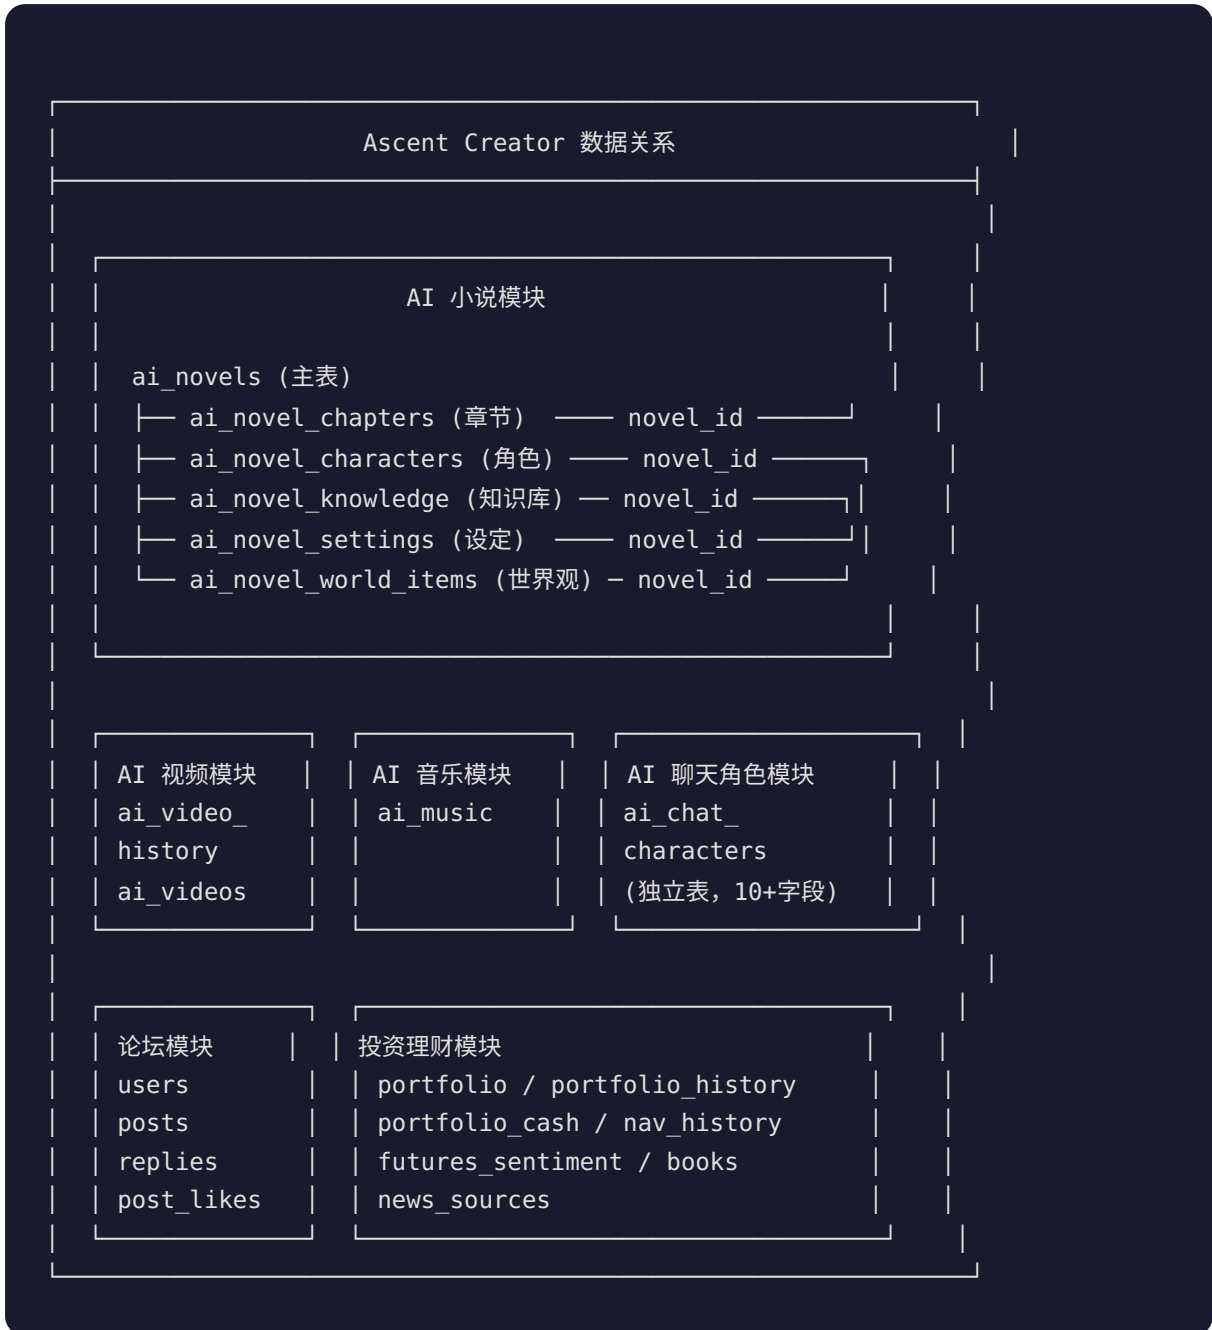 Ascent Creator 数据关系
AI 小说模块
ai_novels (主表)
├── ai_novel_chapters (章节) ──── novel_id ──────┘
├── ai_novel_characters (角色) ──── novel_id ──────┐
├── ai_novel_knowledge (知识库) ── novel_id ──────┐│
├── ai_novel_settings (设定) ──── novel_id ──────┘│
└── ai_novel_world_items (世界观) ─ novel_id ─────┘
│ AI 视频模块 │ │ AI 音乐模块 │ │ AI 聊天角色模块 │
│ ai_video_ │ │ ai_music │ │ ai_chat_ │
│ history │ │ │ │ characters │
│ ai_videos │ │ │ │ (独立表, 10+字段) │
│ 论坛模块 │ │ 投资理财模块 │
│ users │ │ portfolio / portfolio_history │
│ posts │ │ portfolio_cash / nav_history │
│ replies │ │ futures_sentiment / books │
│ post_likes │ │ news_sources │